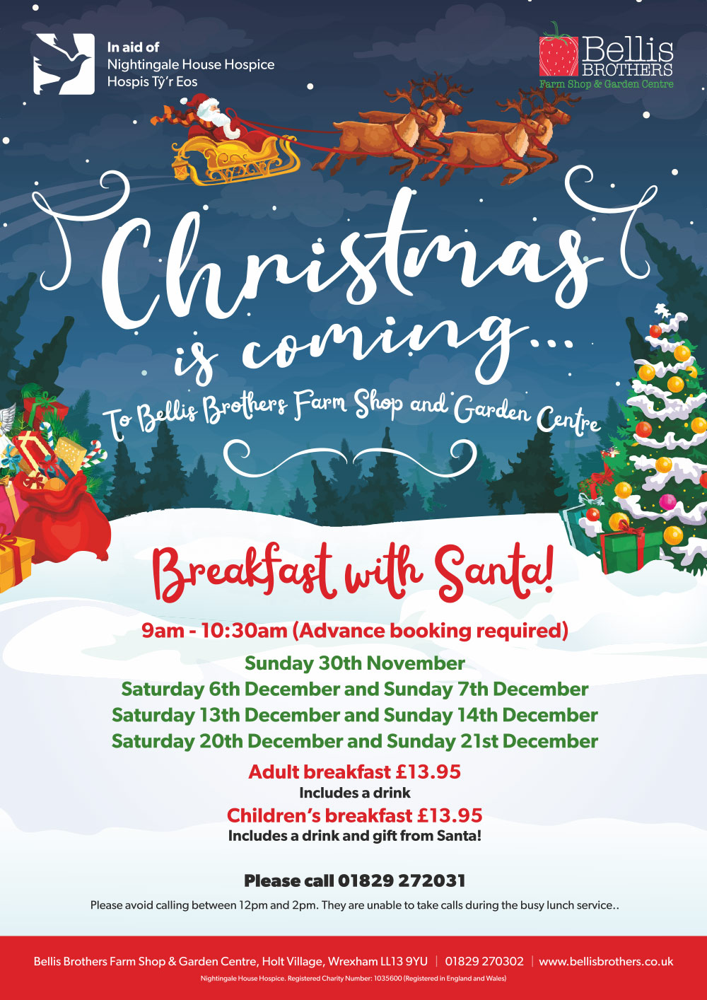 In aid of
Nightingale House Hospice
Hospis Tŷ'r Eos
Bellis
BROTHERS
Farm Shop & Garden Centre
Christmas
is coming...
To Bellis Brothers Farm Shop and Garden Centre
Breakfast with Santa!
9am - 10:30am (Advance booking required)
Sunday 30th November
Saturday 6th December and Sunday 7th December
Saturday 13th December and Sunday 14th December
Saturday 20th December and Sunday 21st December
Adult breakfast £13.95
Includes a drink
Children's breakfast £13.95
Includes a drink and gift from Santa!
Please call 01829 272031
Please avoid calling between 12pm and 2pm. They are unable to take calls during the busy lunch service..
Bellis Brothers Farm Shop & Garden Centre, Holt Village, Wrexham LL13 9YU | 01829 270302 | www.bellisbrothers.co.uk
Nightingale House Hospice. Registered Charity Number: 1035600 (Registered in England and Wales)